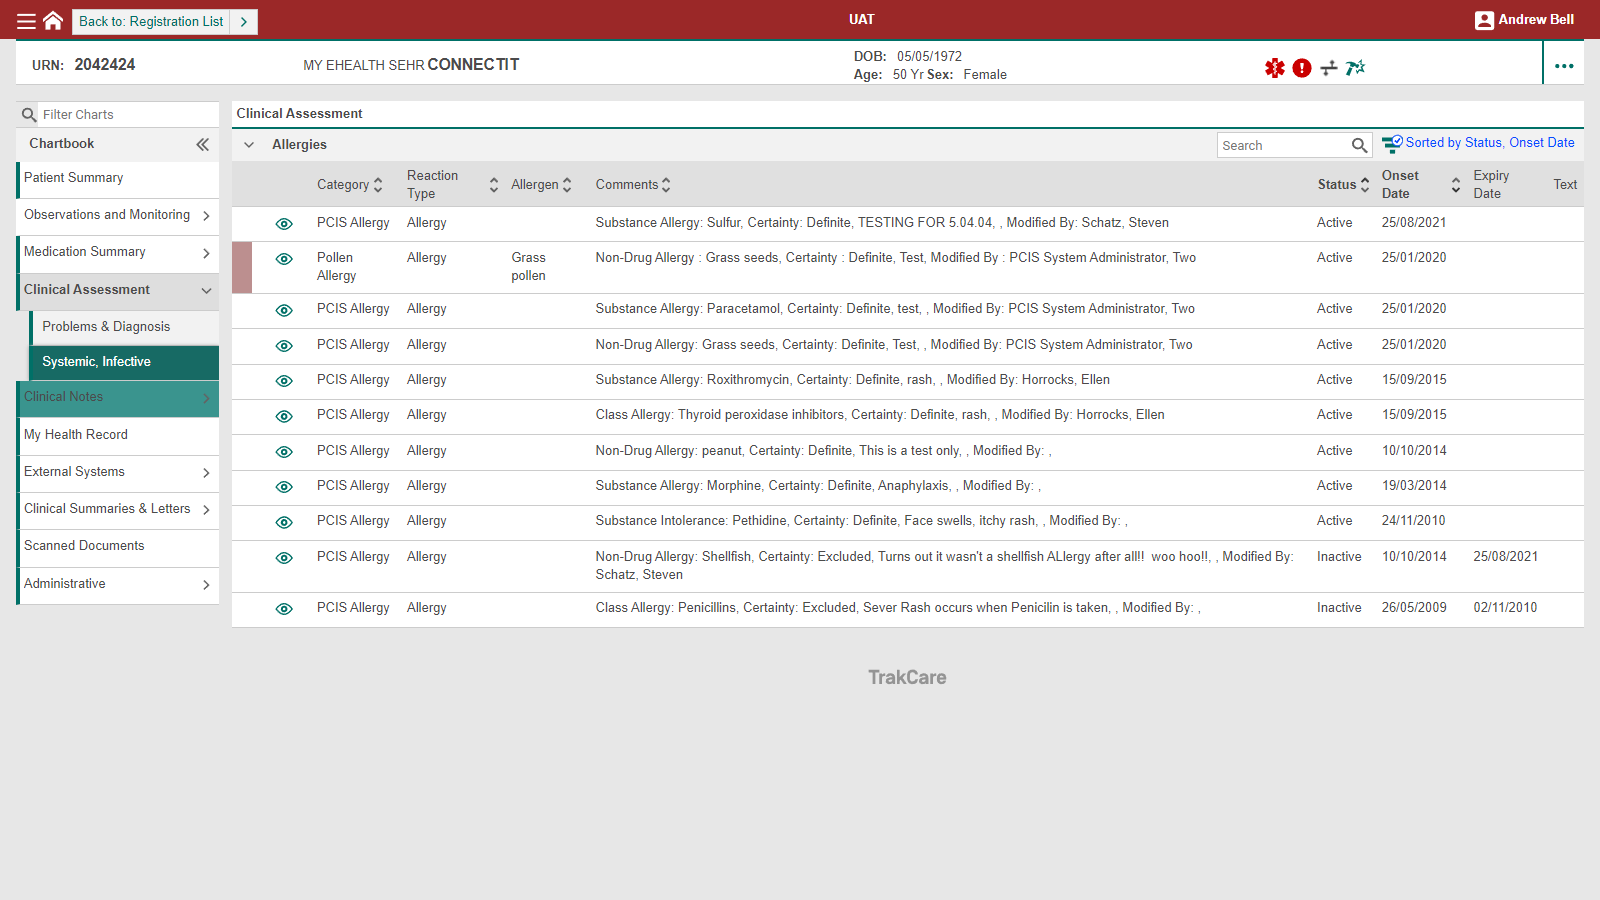 Back to: Registration List
UAT
Andrew Bell
URN: 2042424
MY EHEALTH SEHR CONNECTIT
DOB: 05/05/1972
Age: 50 Yr Sex: Female
Filter Charts
Chartbook
Patient Summary
Observations and Monitoring
Medication Summary
Clinical Assessment
Problems & Diagnosis
Systemic, Infective
Clinical Notes
My Health Record
External Systems
Clinical Summaries & Letters
Scanned Documents
Administrative
Clinical Assessment
Allergies
Search
Sorted by Status, Onset Date
Category
Reaction
Type
Allergen
Comments
Status
Onset
Date
Expiry
Date
Text
PCIS Allergy Allergy Substance Allergy: Sulfur, Certainty: Definite, TESTING FOR 5.04.04, , Modified By: Schatz, Steven Active 25/08/2021
Pollen Allergy Grass Non-Drug Allergy : Grass seeds, Certainty : Definite, Test, Modified By : PCIS System Administrator, Two Active 25/01/2020
Allergy pollen
PCIS Allergy Allergy Substance Allergy: Paracetamol, Certainty: Definite, test, , Modified By: PCIS System Administrator, Two Active 25/01/2020
PCIS Allergy Allergy Non-Drug Allergy: Grass seeds, Certainty: Definite, Test, , Modified By: PCIS System Administrator, Two Active 25/01/2020
PCIS Allergy Allergy Substance Allergy: Roxithromycin, Certainty: Definite, rash, , Modified By: Horrocks, Ellen Active 15/09/2015
PCIS Allergy Allergy Class Allergy: Thyroid peroxidase inhibitors, Certainty: Definite, rash, , Modified By: Horrocks, Ellen Active 15/09/2015
PCIS Allergy Allergy Non-Drug Allergy: peanut, Certainty: Definite, This is a test only, , Modified By: , Active 10/10/2014
PCIS Allergy Allergy Substance Allergy: Morphine, Certainty: Definite, Anaphylaxis, , Modified By: , Active 19/03/2014
PCIS Allergy Allergy Substance Intolerance: Pethidine, Certainty: Definite, Face swells, itchy rash, , Modified By: , Active 24/11/2010
PCIS Allergy Allergy Non-Drug Allergy: Shellfish, Certainty: Excluded, Turns out it wasn't a shellfish ALlergy after all!! woo hoo!!, , Modified By: Inactive 10/10/2014 25/08/2021
Schatz, Steven
PCIS Allergy Allergy Class Allergy: Penicillins, Certainty: Excluded, Sever Rash occurs when Penicilin is taken, , Modified By: , Inactive 26/05/2009 02/11/2010
TrakCare